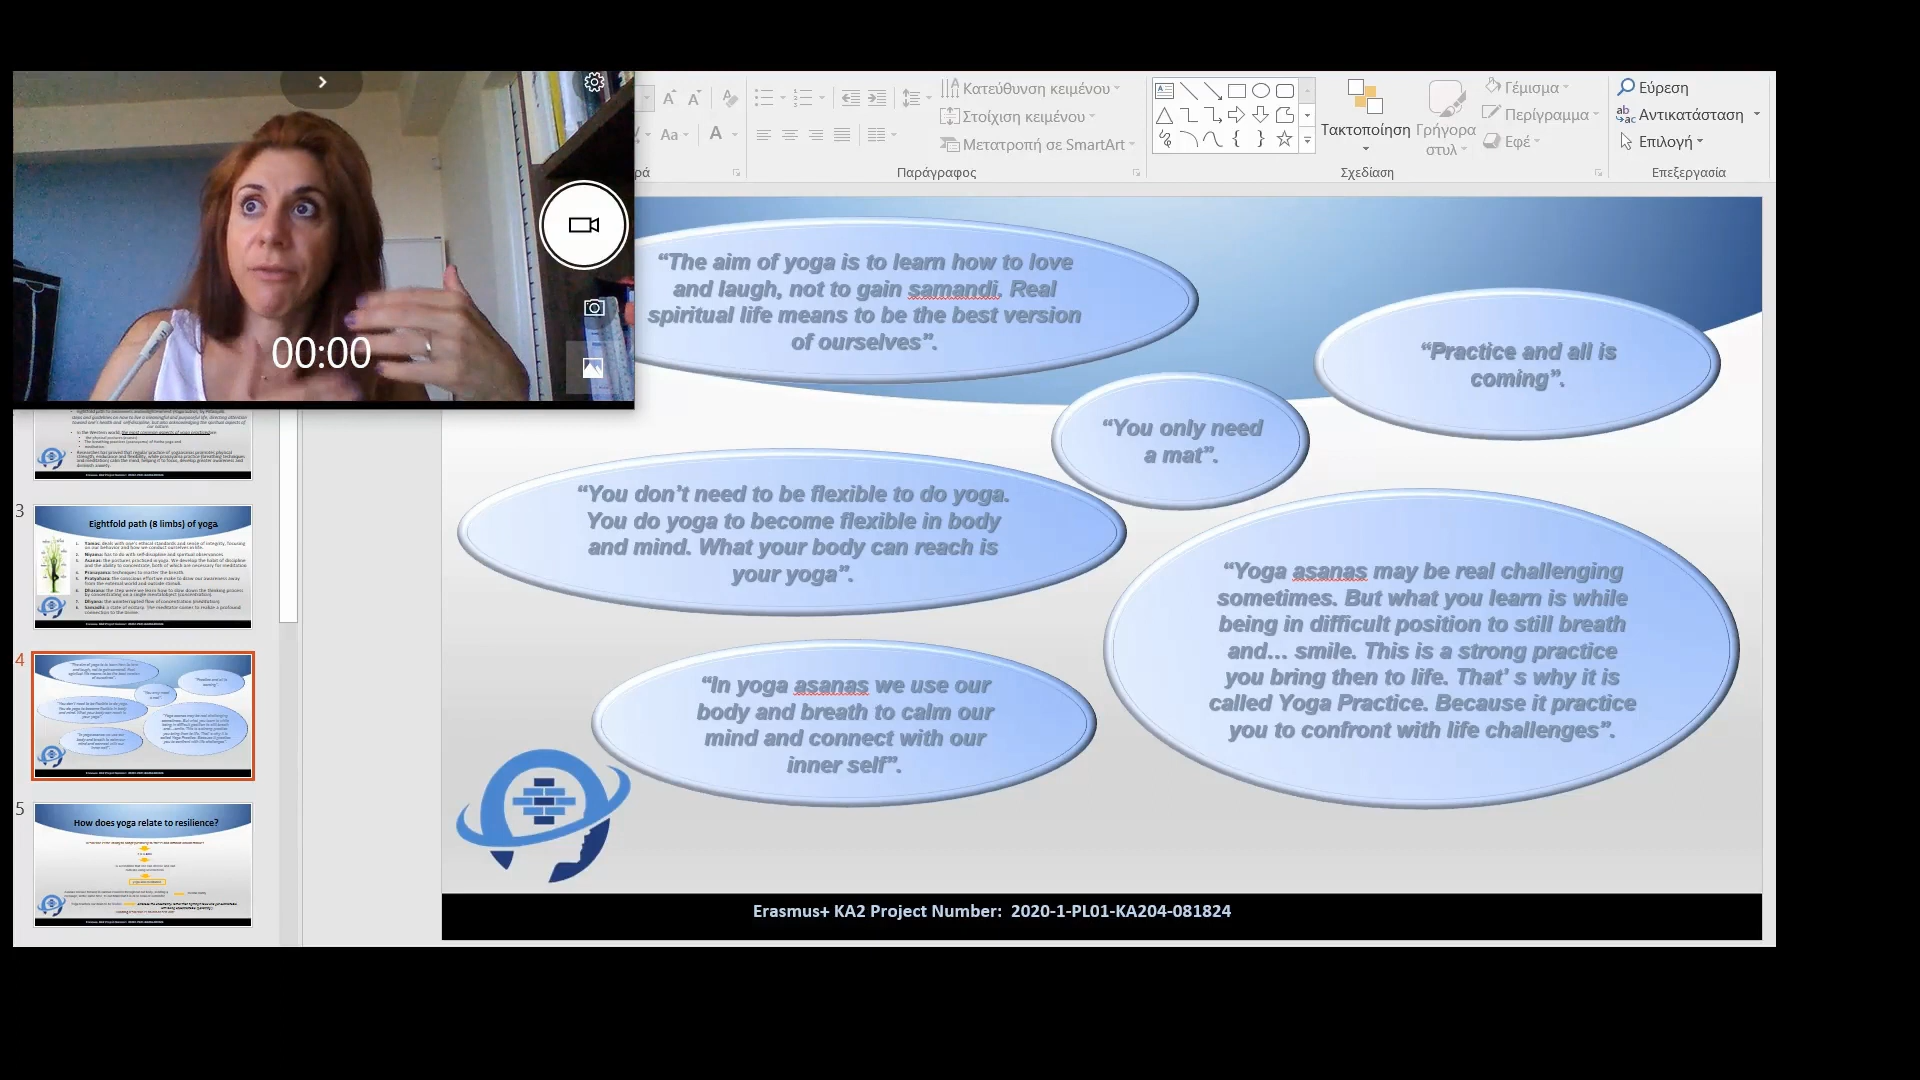 00:00
Aa
A
Κατεύθυνση κειμένου
Στοίχιση κειμένου
Μετατροπή σε SmartArt
Παράγραφος
Τακτοποίηση
Γρήγορα
στυλ
Γέμισμα
Περίγραμμα
Εφέ
Σχεδίαση
Εύρεση
Αντικατάσταση
Επιλογή
Επεξεργασία
“The aim of yoga is to learn how to love
and laugh, not to gain samandi. Real
spiritual life means to be the best version
of ourselves”.
“Practice and all is
coming”.
“You only need
a mat”.
“You don’t need to be flexible to do yoga.
You do yoga to become flexible in body
and mind. What your body can reach is
your yoga”.
“Yoga asanas may be real challenging
sometimes. But what you learn is while
being in difficult position to still breath
and… smile. This is a strong practice
you bring then to life. That’ s why it is
called Yoga Practice. Because it practice
you to confront with life challenges”.
“In yoga asanas we use our
body and breath to calm our
mind and connect with our
inner self”.
Erasmus+ KA2 Project Number: 2020-1-PL01-KA204-081824
3
Eightfold path (8 limbs) of yoga
4
5
How does yoga relate to resilience?